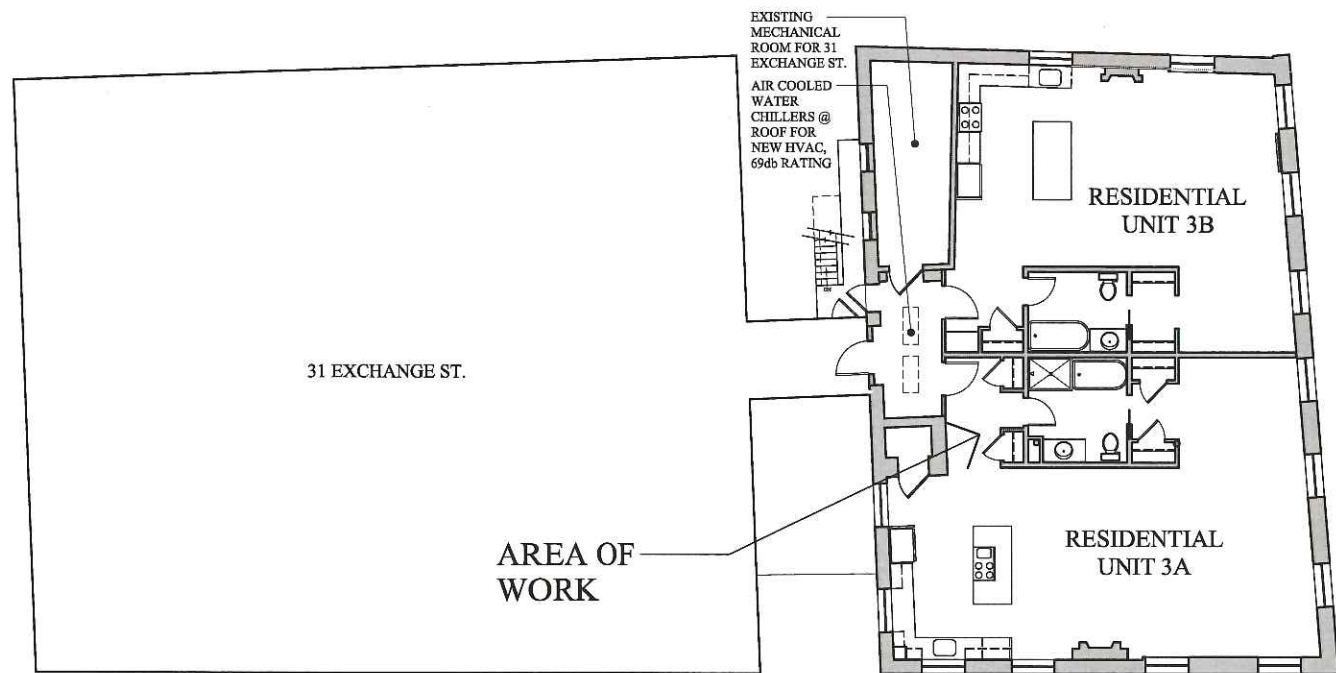 EXISTING
MECHANICAL
ROOM FOR 31
EXCHANGE ST.
AIR COOLED
WATER
CHILLERS @
ROOF FOR
NEW HVAC,
69db RATING
RESIDENTIAL
UNIT 3B
31 EXCHANGE ST.
AREA OF
WORK
RESIDENTIAL
UNIT 3A